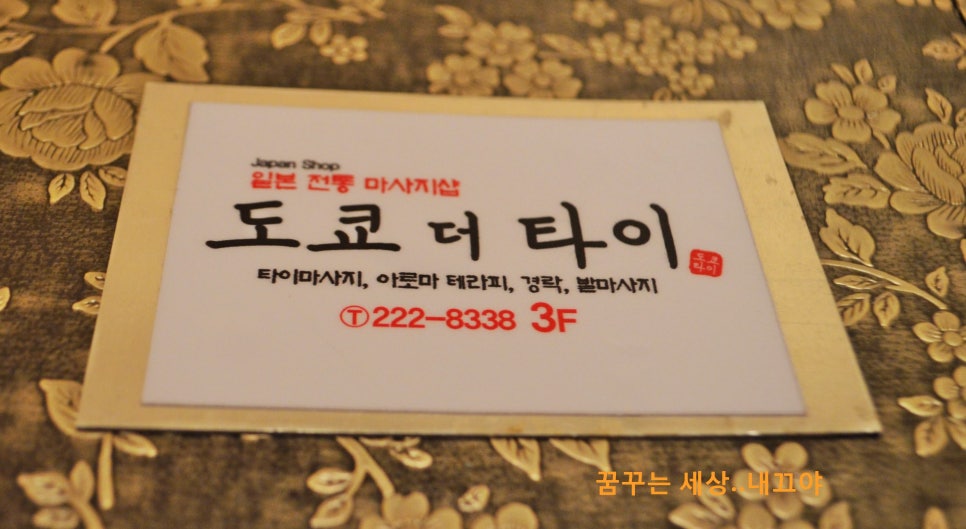 Japan Shop
일본 전통 마사지샵
도쿄 더 타이
도쿄
타이
타이마사지, 아로마 테라피, 경락, 발마사지
Ⓣ222-8338 3F
꿈꾸는 세상. 내꼬야